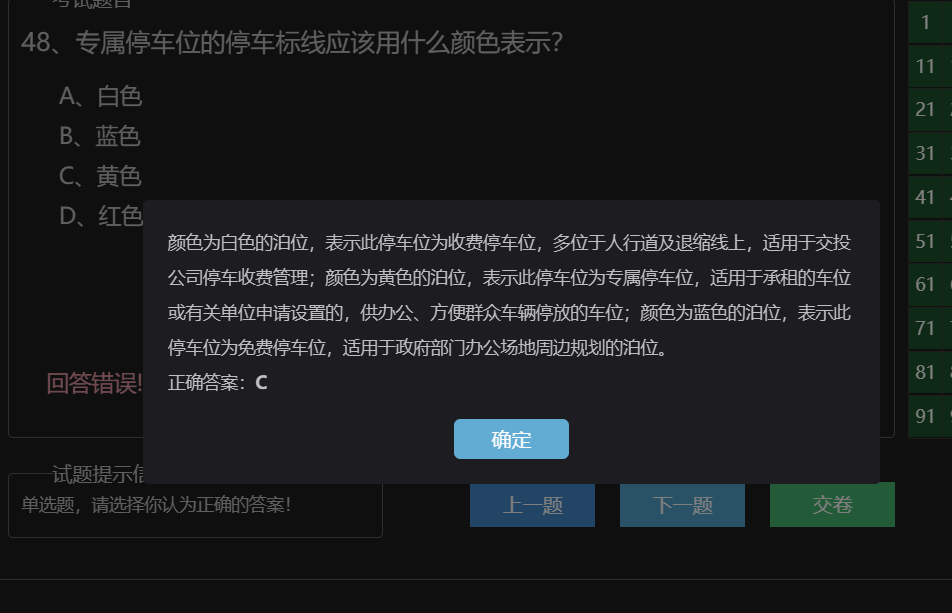 考试题目
48、专属停车位的停车标线应该用什么颜色表示?
A、白色
B、蓝色
C、黄色
D、红色
颜色为白色的泊位，表示此停车位为收费停车位，多位于人行道及退缩线上，适用于交投
公司停车收费管理；颜色为黄色的泊位，表示此停车位为专属停车位，适用于承租的车位
或有关单位申请设置的，供办公、方便群众车辆停放的车位；颜色为蓝色的泊位，表示此
停车位为免费停车位，适用于政府部门办公场地周边规划的泊位。
正确答案：C
回答错误!
确定
试题提示信
单选题，请选择你认为正确的答案!
上一题
下一题
交卷
1
11
21
31
41
51
61
71
81
91